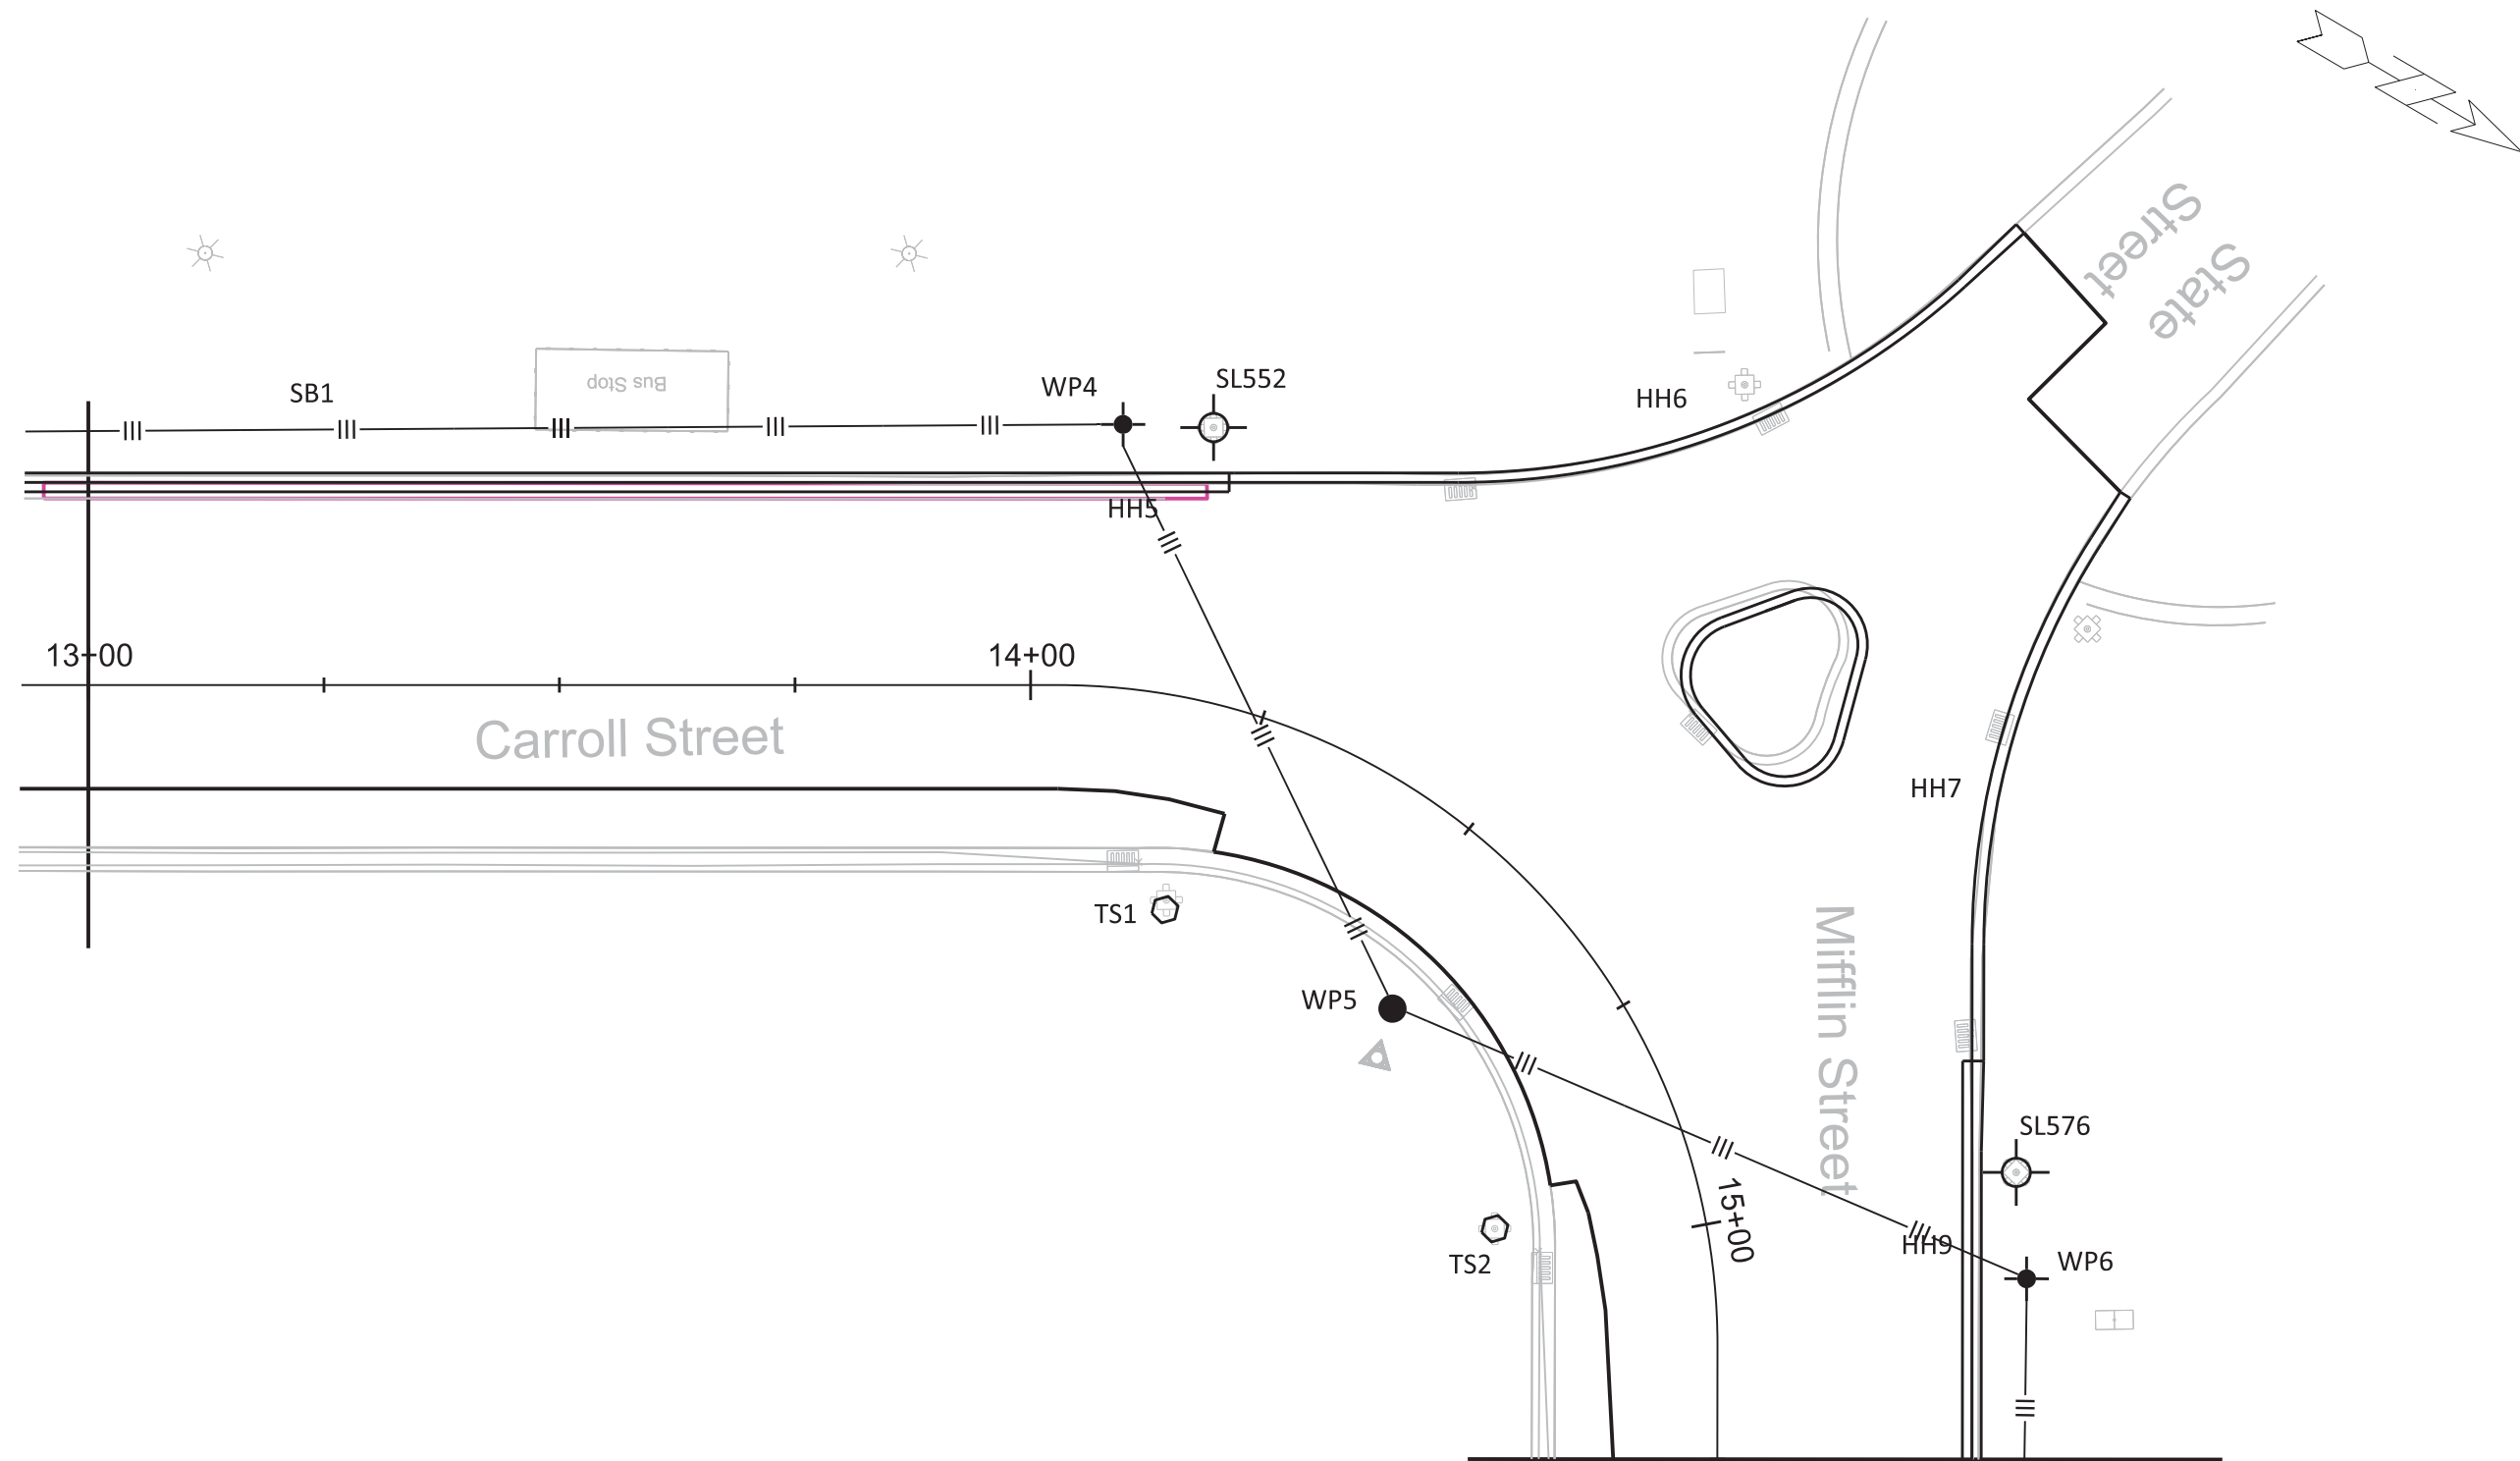 Street
State
SB1
Bus Stop
WP4
SL552
HH6
HH5
13+00
14+00
Carroll Street
HH7
TS1
WP5
Mifflin Street
SL576
15+00
HH9
TS2
WP6